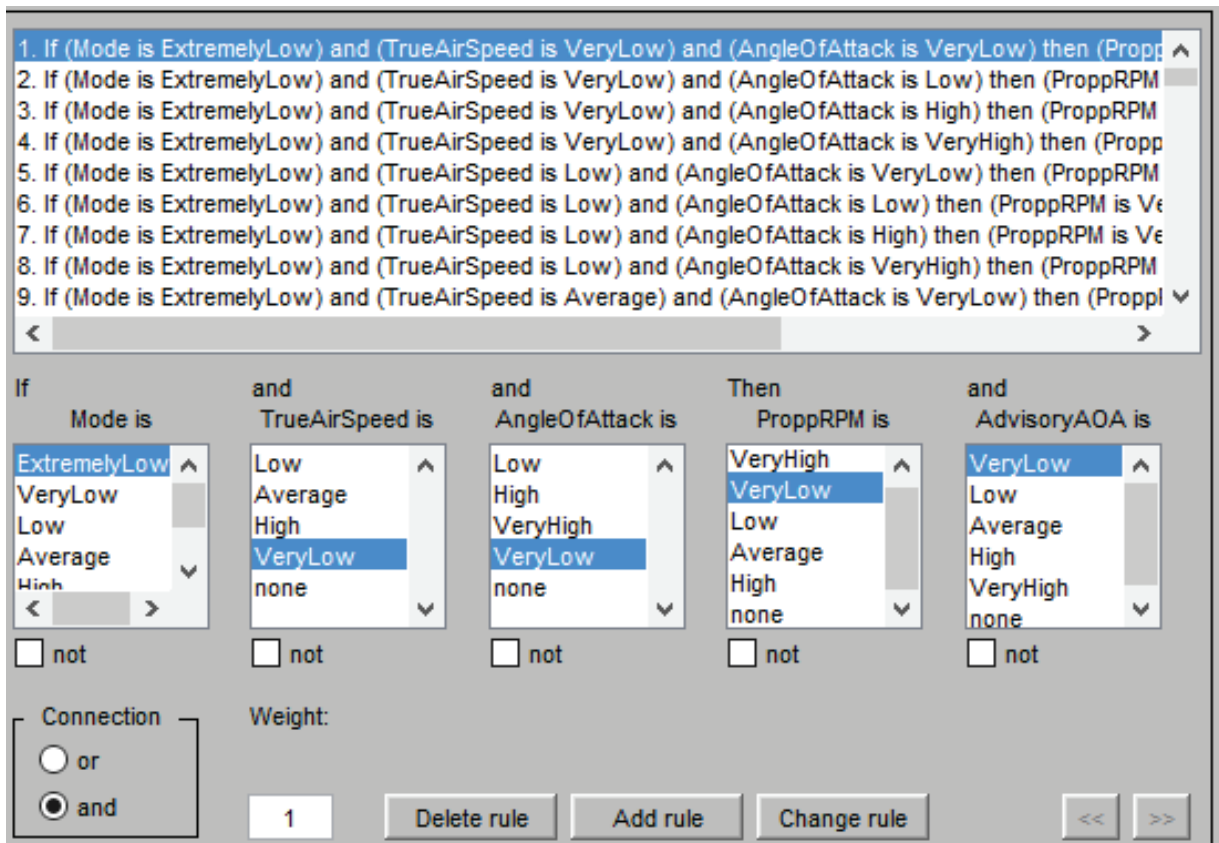 1. If (Mode is ExtremelyLow) and (TrueAirSpeed is VeryLow) and (AngleOfAttack is VeryLow) then (Propp
2. If (Mode is ExtremelyLow) and (TrueAirSpeed is VeryLow) and (AngleOfAttack is Low) then (ProppRPM
3. If (Mode is ExtremelyLow) and (TrueAirSpeed is VeryLow) and (AngleOfAttack is High) then (ProppRPM
4. If (Mode is ExtremelyLow) and (TrueAirSpeed is VeryLow) and (AngleOfAttack is VeryHigh) then (Propp
5. If (Mode is ExtremelyLow) and (TrueAirSpeed is Low) and (AngleOfAttack is VeryLow) then (ProppRPM
6. If (Mode is ExtremelyLow) and (TrueAirSpeed is Low) and (AngleOfAttack is Low) then (ProppRPM is Ve
7. If (Mode is ExtremelyLow) and (TrueAirSpeed is Low) and (AngleOfAttack is High) then (ProppRPM is Ve
8. If (Mode is ExtremelyLow) and (TrueAirSpeed is Low) and (AngleOfAttack is VeryHigh) then (ProppRPM
9. If (Mode is ExtremelyLow) and (TrueAirSpeed is Average) and (AngleOfAttack is VeryLow) then (Propp
If
Mode is
ExtremelyLow
VeryLow
Low
Average
High
not
and
TrueAirSpeed is
Low
Average
High
VeryLow
none
not
and
AngleOfAttack is
Low
High
VeryHigh
VeryLow
none
not
Then
ProppRPM is
VeryHigh
VeryLow
Low
Average
High
none
not
and
AdvisoryAOA is
VeryLow
Low
Average
High
VeryHigh
none
not
Connection
or
and
Weight:
1
Delete rule
Add rule
Change rule
<<
>>